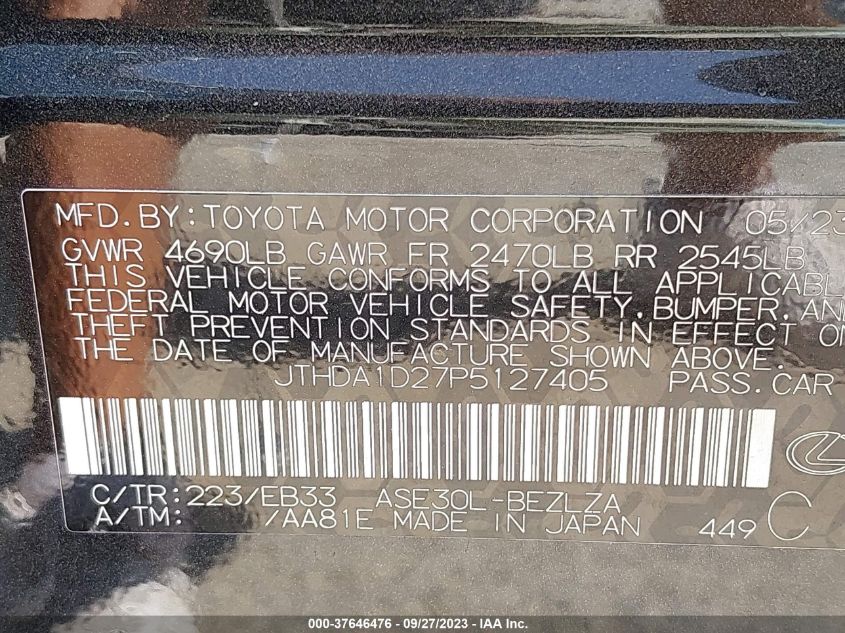 MFD. BY: TOYOTA MOTOR CORPORATION 05/23
GVWR 4690LB GAWR FR 2470LB RR 2545LB
THIS VEHICLE CONFORMS TO ALL APPLICABL
FEDERAL MOTOR VEHICLE SAFETY, BUMPER, AN
THEFT PREVENTION STANDARDS IN EFFECT ON
THE DATE OF MANUFACTURE SHOWN ABOVE.
JTHDA1D27P5127405 PASS. CAR
C/TR: 223/EB33 ASE30L-BEZLZA
A/TM: /AA81E MADE IN JAPAN 449 C
000-37646476 - 09/27/2023 - IAA Inc.